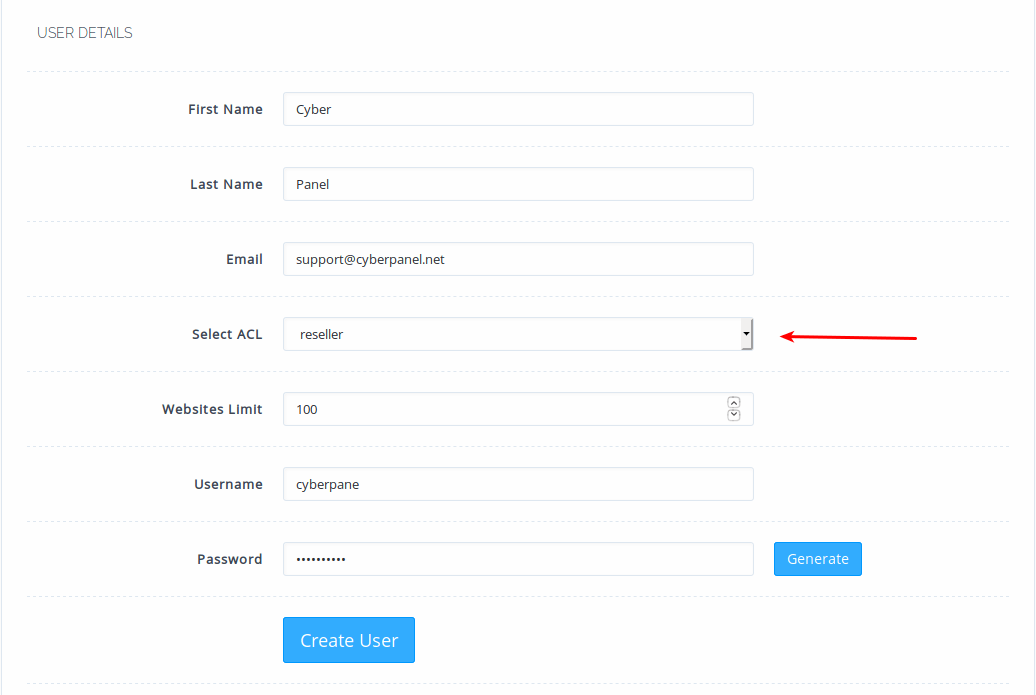 USER DETAILS
First Name Cyber
Last Name Panel
Email support@cyberpanel.net
Select ACL reseller
Websites Limit 100
Username cyberpane
Password ••••••••••  Generate
Create User